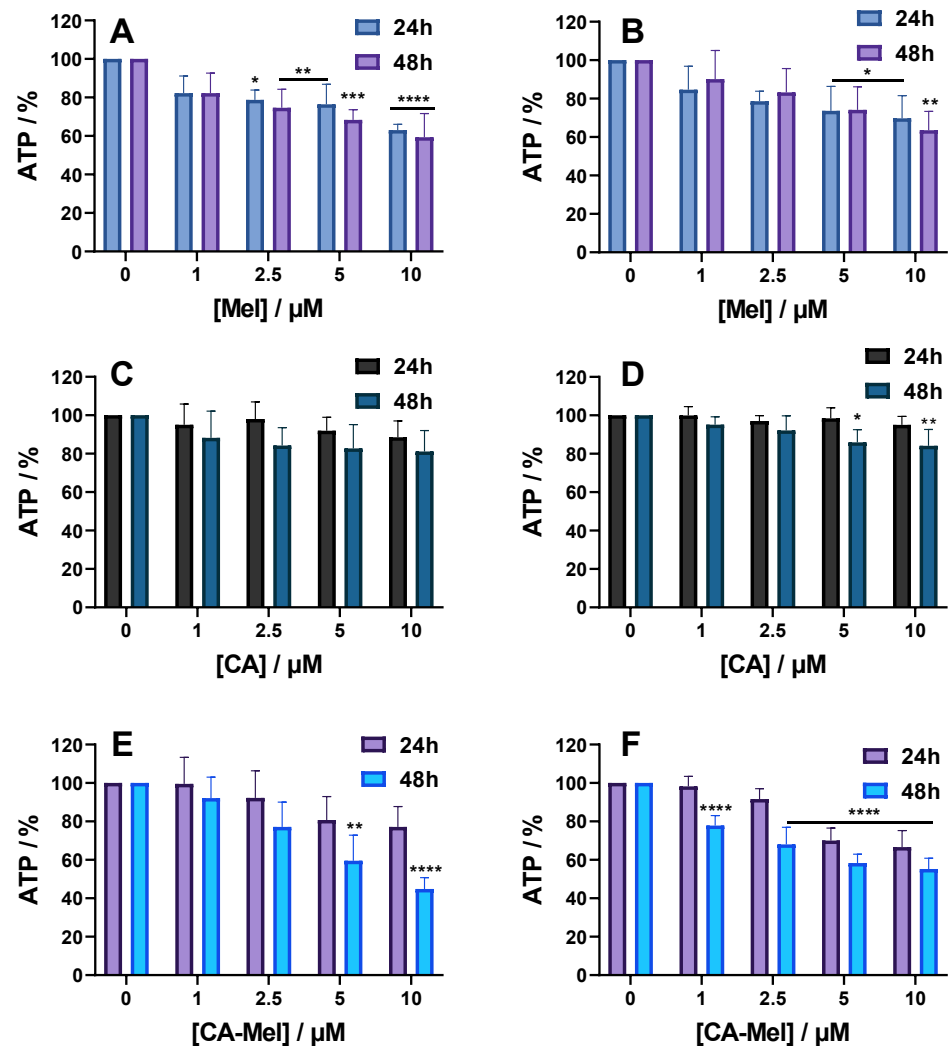 A
24h
48h
ATP / %
120
100
80
60
40
20
0
*
**
***
****
0 1 2.5 5 10
[Mel] / µM
B
24h
48h
ATP / %
120
100
80
60
40
20
0
*
**
0 1 2.5 5 10
[Mel] / µM
C
24h
48h
ATP / %
120
100
80
60
40
20
0
0 1 2.5 5 10
[CA] / µM
D
24h
48h
ATP / %
120
100
80
60
40
20
0
*
**
0 1 2.5 5 10
[CA] / µM
E
24h
48h
ATP / %
120
100
80
60
40
20
0
**
****
0 1 2.5 5 10
[CA-Mel] / µM
F
24h
48h
ATP / %
120
100
80
60
40
20
0
****
****
0 1 2.5 5 10
[CA-Mel] / µM